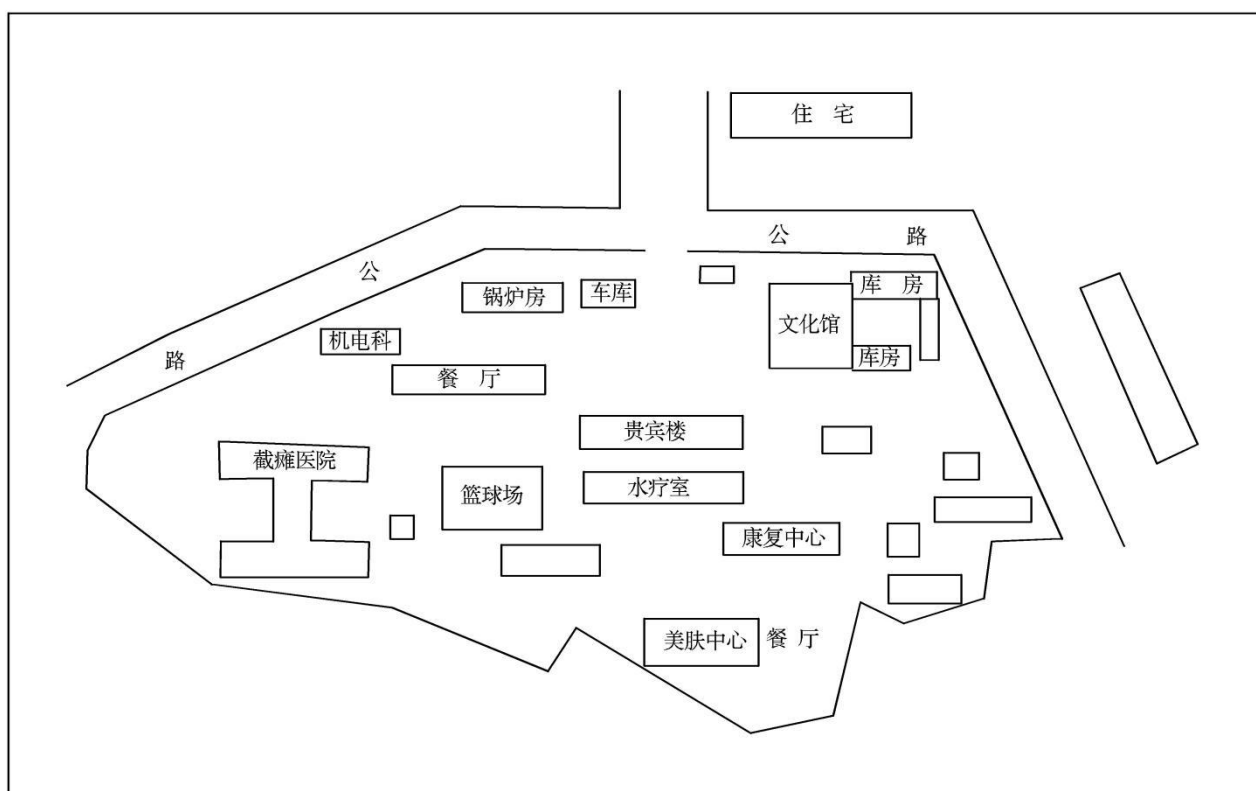 住 宅
公 路
公
路
库 房
锅炉房
车库
文化馆
机电科
库房
餐 厅
贵宾楼
截瘫医院
水疗室
篮球场
康复中心
美肤中心
餐 厅